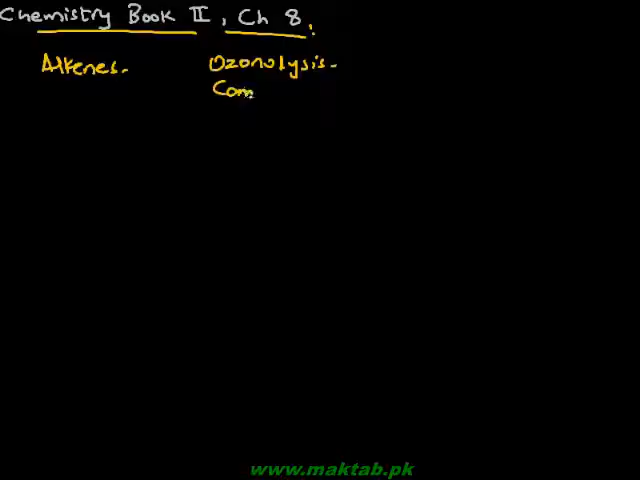 Chemistry Book II, Ch 8.
Alkenes. Ozonolysis.
Com
www.maktab.pk